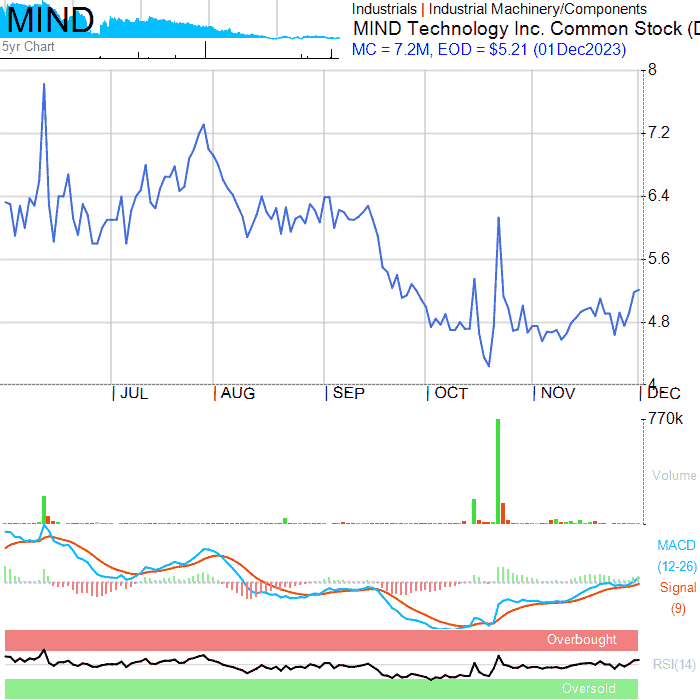 MIND
5yr Chart
Industrials | Industrial Machinery/Components
MIND Technology Inc. Common Stock (D
MC = 7.2M, EOD = $5.21 (01Dec2023)
8
7.2
6.4
5.6
4.8
4
JUL AUG SEP OCT NOV DEC
770k
Volume
MACD
(12-26)
Signal
(9)
Overbought
RSI(14)
Oversold